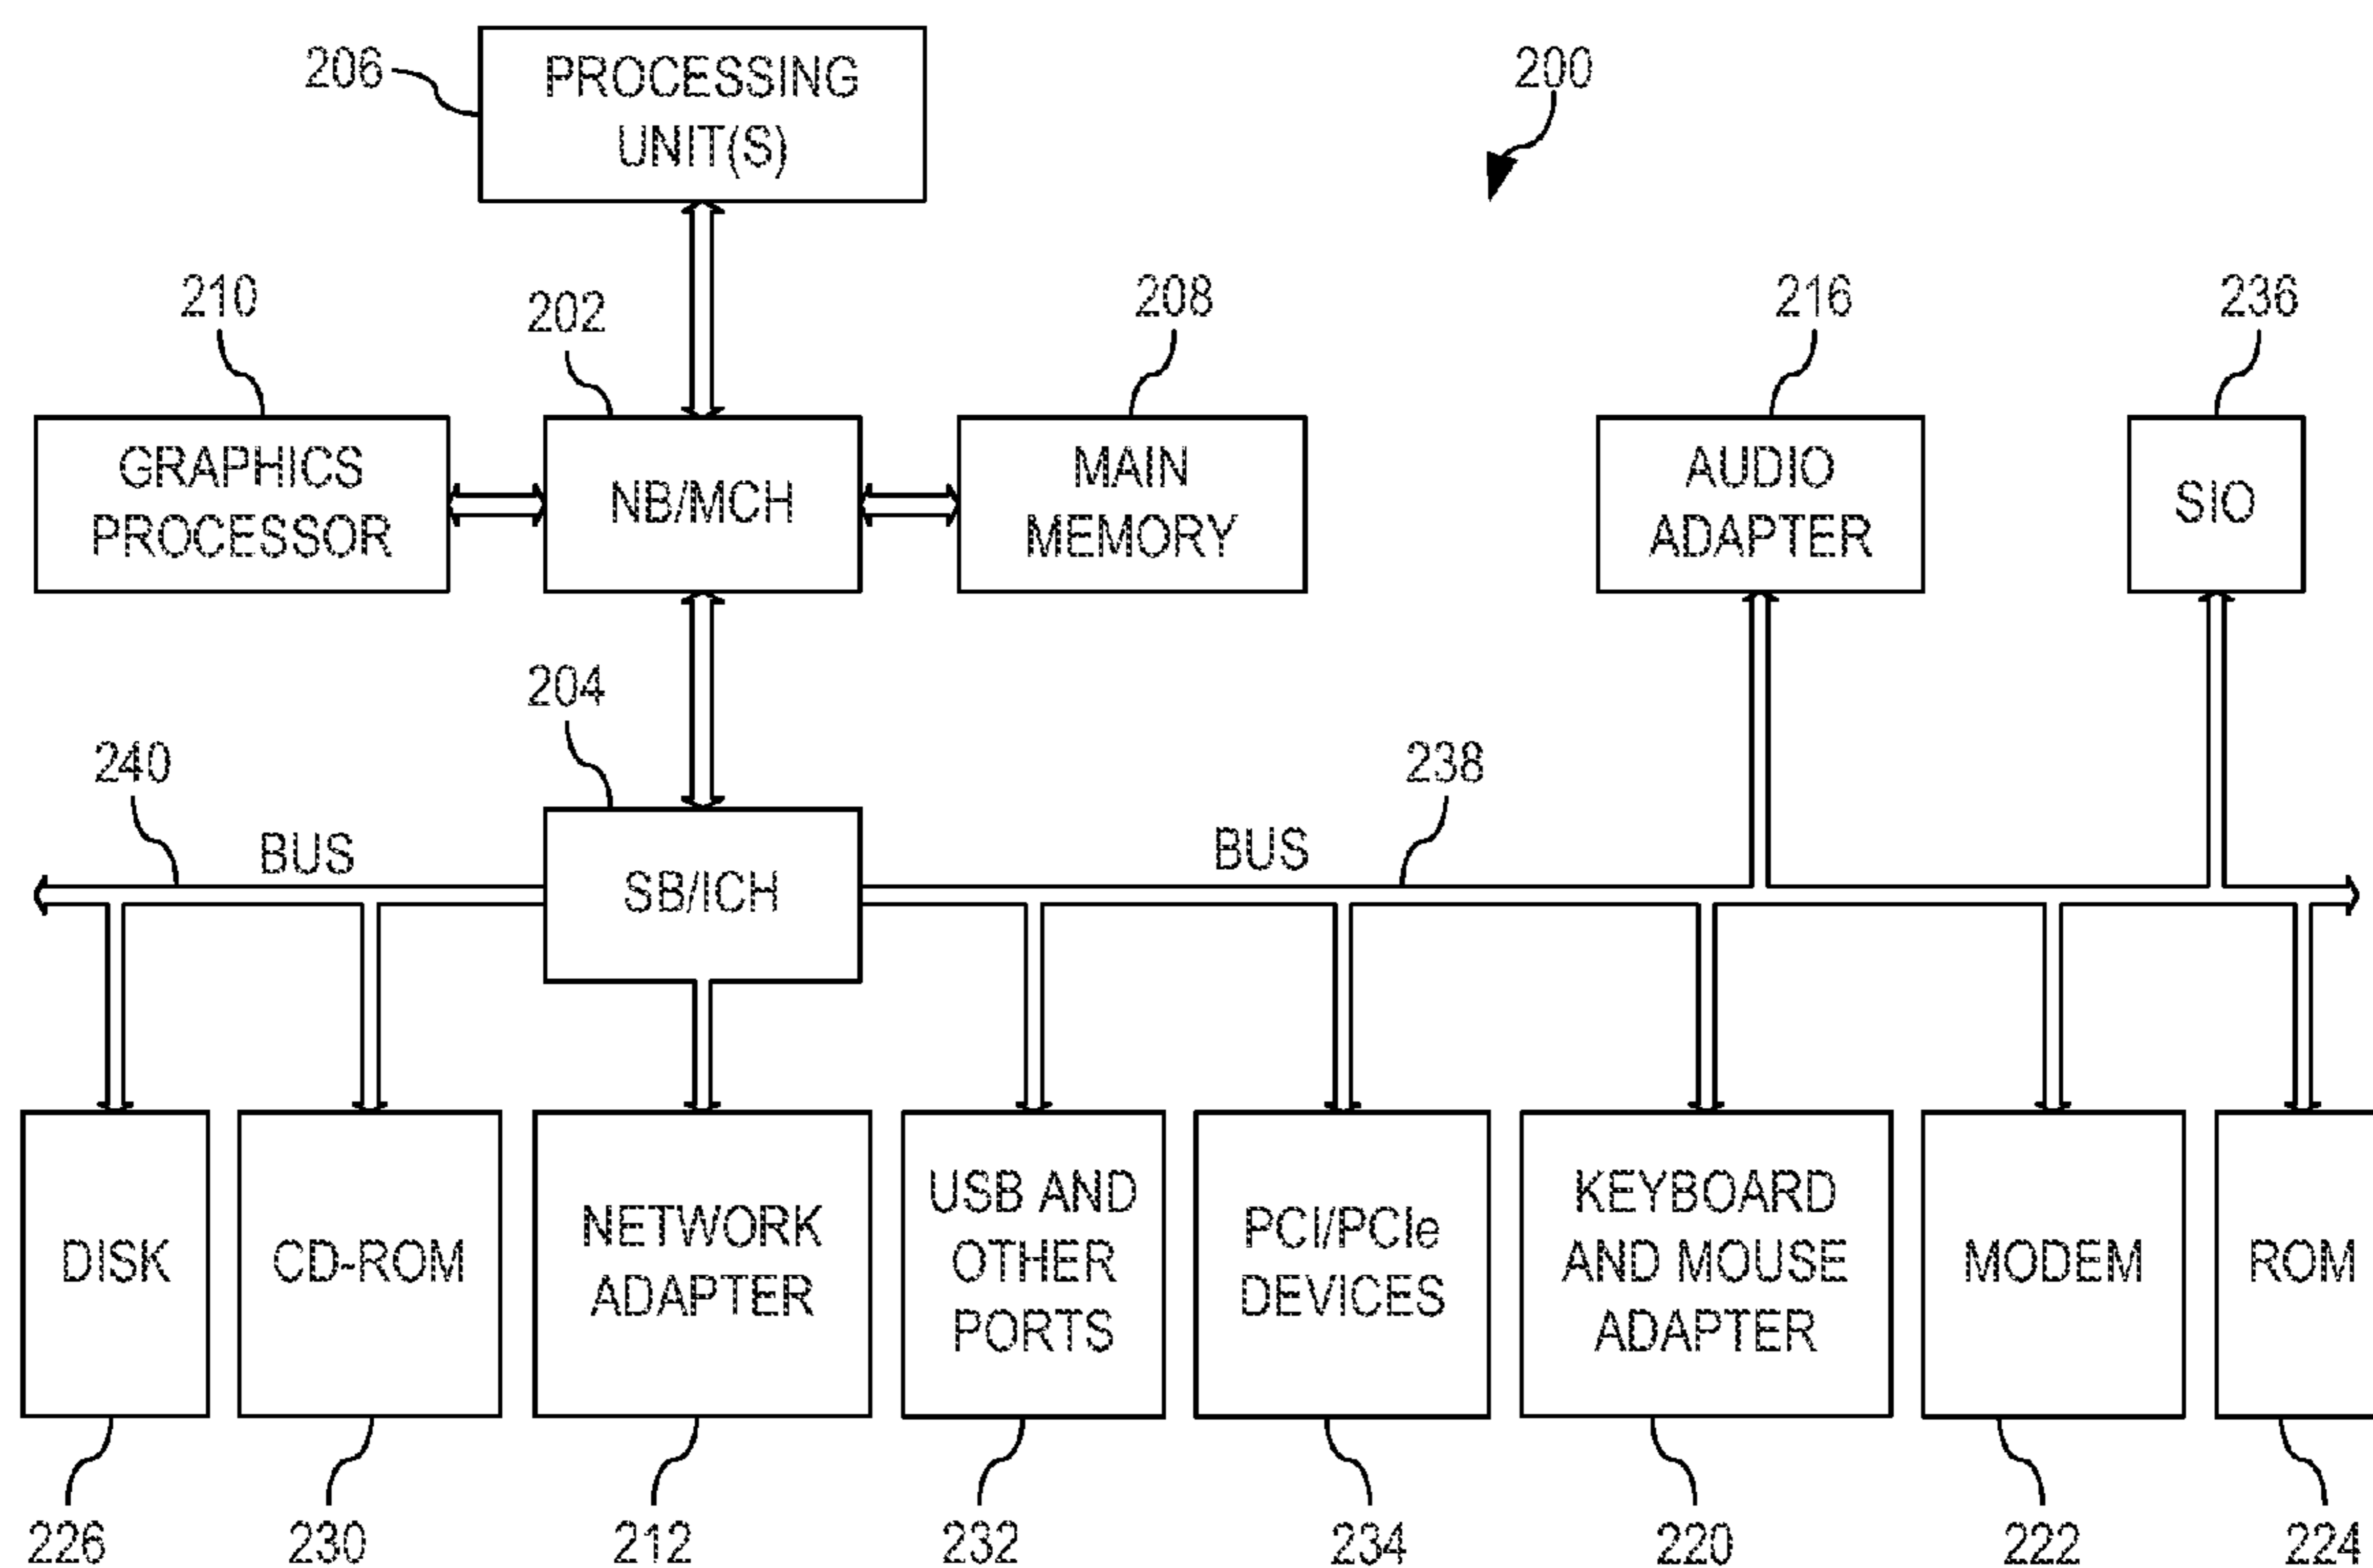 206
PROCESSING
UNIT(S)
200
210
202
208
216
236
GRAPHICS
PROCESSOR
NB/MCH
MAIN
MEMORY
AUDIO
ADAPTER
SIO
204
240
238
BUS
BUS
SB/ICH
DISK
CD-ROM
NETWORK
ADAPTER
USB AND
OTHER
PORTS
PCI/PCIe
DEVICES
KEYBOARD
AND MOUSE
ADAPTER
MODEM
ROM
226
230
212
232
234
220
222
224